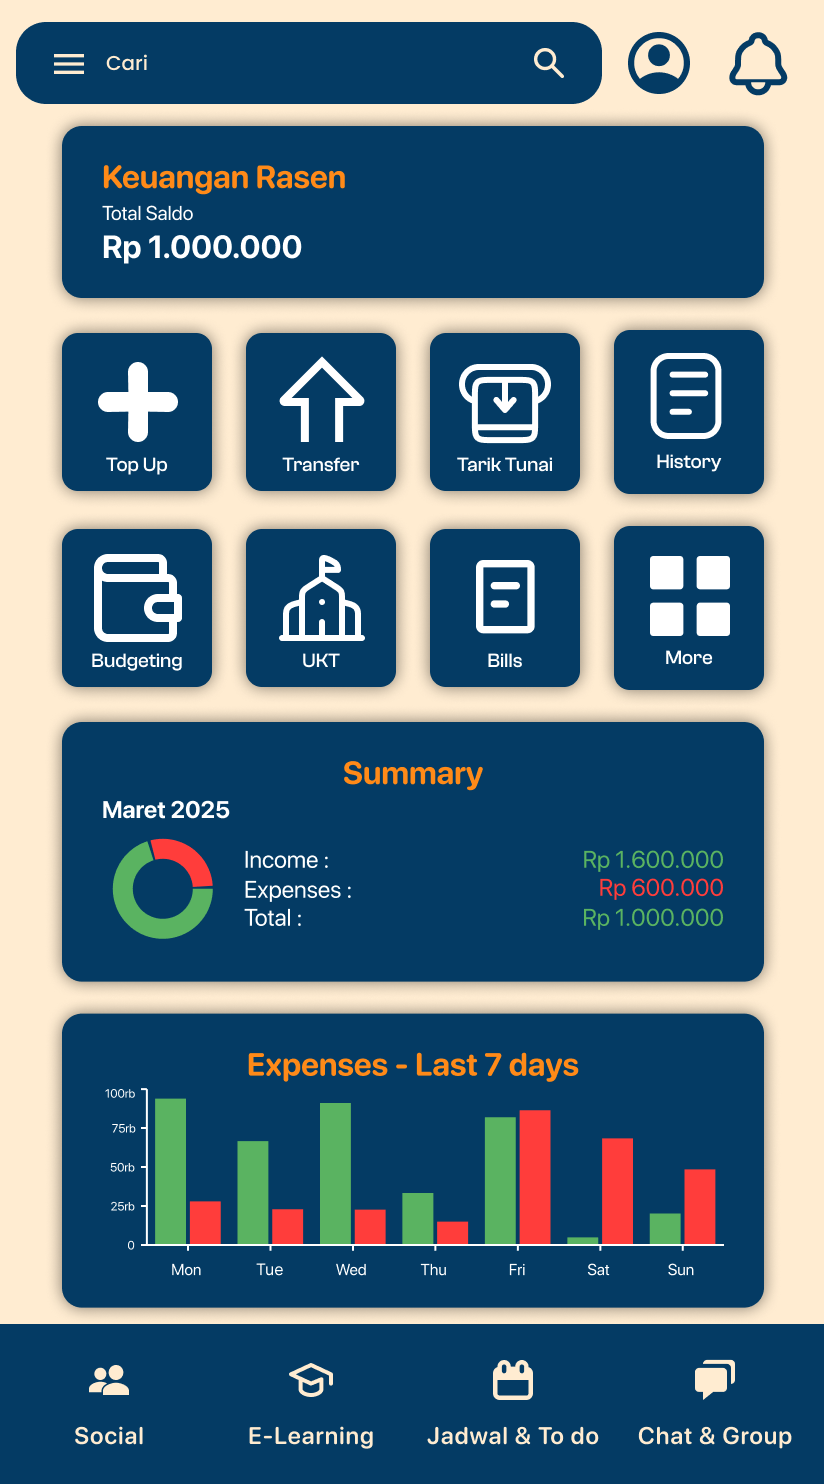 Cari
Keuangan Rasen
Total Saldo
Rp 1.000.000
Top Up
Transfer
Tarik Tunai
History
Budgeting
UKT
Bills
More
Summary
Maret 2025
Income : Rp 1.600.000
Expenses : Rp 600.000
Total : Rp 1.000.000
Expenses - Last 7 days
100rb
75rb
50rb
25rb
0
Mon Tue Wed Thu Fri Sat Sun
Social
E-Learning
Jadwal & To do
Chat & Group